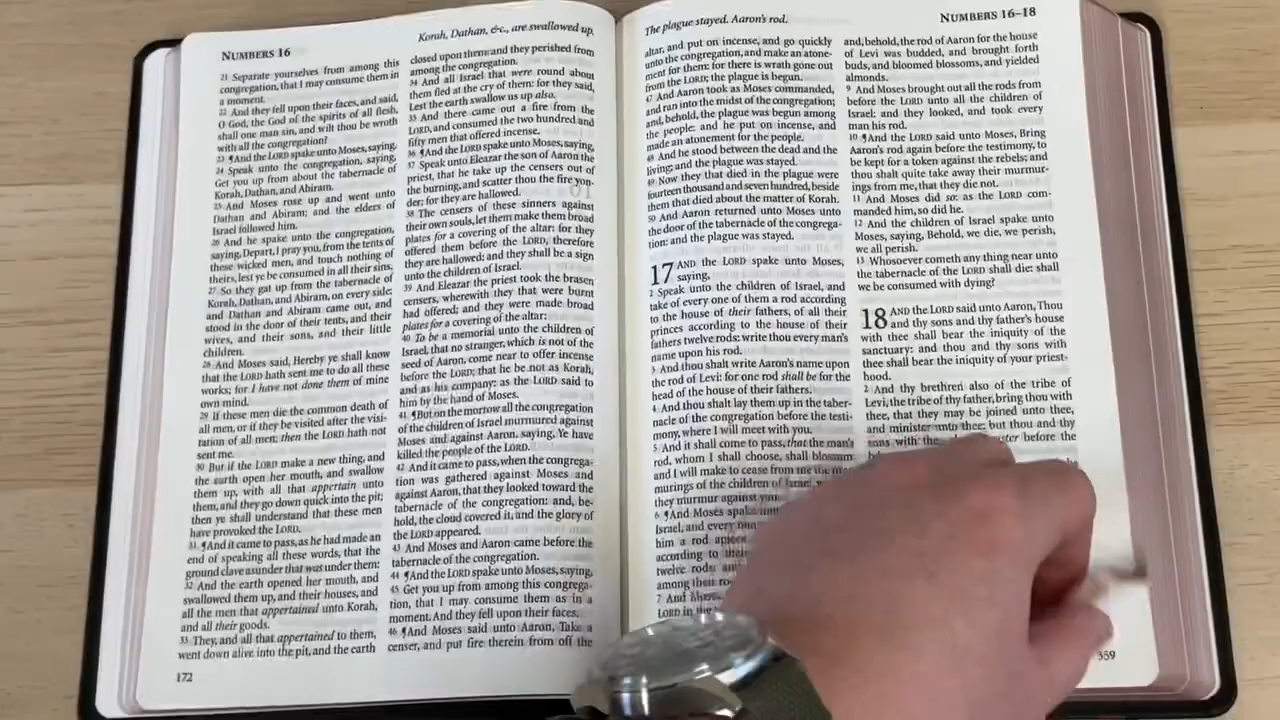 NUMBERS 16
Korah, Dathan, &c., are swallowed up.
21 Separate yourselves from among this
congregation, that I may consume them in
a moment.
22 And they fell upon their faces, and said,
O God, the God of the spirits of all flesh,
shall one man sin, and wilt thou be wroth
with all the congregation?
23 ¶And the LORD spake unto Moses, saying,
24 Speak unto the congregation, saying,
Get you up from about the tabernacle of
Korah, Dathan, and Abiram.
25 And Moses rose up and went unto
Dathan and Abiram; and the elders of
Israel followed him.
26 And he spake unto the congregation,
saying, Depart, I pray you, from the tents of
these wicked men, and touch nothing of
theirs, lest ye be consumed in all their sins.
27 So they gat up from the tabernacle of
Korah, Dathan, and Abiram, on every side:
and Dathan and Abiram came out, and
stood in the door of their tents, and their
wives, and their sons, and their little
children.
28 And Moses said, Hereby ye shall know
that the LORD hath sent me to do all these
works; for I have not done them of mine
own mind.
29 If these men die the common death of
all men, or if they be visited after the visi-
tation of all men; then the LORD hath not
sent me.
30 But if the LORD make a new thing, and
the earth open her mouth, and swallow
them up, with all that appertain unto
them, and they go down quick into the pit;
then ye shall understand that these men
have provoked the LORD.
31 ¶And it came to pass, as he had made an
end of speaking all these words, that the
ground clave asunder that was under them:
32 And the earth opened her mouth, and
swallowed them up, and their houses, and
all the men that appertained unto Korah,
and all their goods.
33 They, and all that appertained to them,
went down alive into the pit, and the earth
closed upon them: and they perished from
among the congregation.
34 And all Israel that were round about
them fled at the cry of them: for they said,
Lest the earth swallow us up also.
35 And there came out a fire from the
LORD, and consumed the two hundred and
fifty men that offered incense.
36 ¶And the LORD spake unto Moses, saying,
37 Speak unto Eleazar the son of Aaron the
priest, that he take up the censers out of
the burning, and scatter thou the fire yon-
der; for they are hallowed.
38 The censers of these sinners against
their own souls, let them make them broad
plates for a covering of the altar: for they
offered them before the LORD, therefore
they are hallowed: and they shall be a sign
unto the children of Israel.
39 And Eleazar the priest took the brasen
censers, wherewith they that were burnt
had offered; and they were made broad
plates for a covering of the altar:
40 To be a memorial unto the children of
Israel, that no stranger, which is not of the
seed of Aaron, come near to offer incense
before the LORD; that he be not as Korah,
and as his company: as the LORD said to
him by the hand of Moses.
41 ¶But on the morrow all the congregation
of the children of Israel murmured against
Moses and against Aaron, saying, Ye have
killed the people of the LORD.
42 And it came to pass, when the congrega-
tion was gathered against Moses and
against Aaron, that they looked toward the
tabernacle of the congregation: and, be-
hold, the cloud covered it, and the glory of
the LORD appeared.
43 And Moses and Aaron came before the
tabernacle of the congregation.
44 ¶And the LORD spake unto Moses, saying,
45 Get you up from among this congrega-
tion, that I may consume them as in a
moment. And they fell upon their faces.
46 ¶And Moses said unto Aaron, Take a
censer, and put fire therein from off the
172
The plague stayed. Aaron's rod.
NUMBERS 16–18
altar, and put on incense, and go quickly
unto the congregation, and make an atone-
ment for them: for there is wrath gone out
from the LORD; the plague is begun.
47 And Aaron took as Moses commanded,
and ran into the midst of the congregation;
and, behold, the plague was begun among
the people: and he put on incense, and
made an atonement for the people.
48 And he stood between the dead and the
living; and the plague was stayed.
49 Now they that died in the plague were
fourteen thousand and seven hundred, beside
them that died about the matter of Korah.
50 And Aaron returned unto Moses unto
the door of the tabernacle of the congrega-
tion: and the plague was stayed.
17 AND the LORD spake unto Moses,
saying,
2 Speak unto the children of Israel, and
take of every one of them a rod according
to the house of their fathers, of all their
princes according to the house of their
fathers twelve rods: write thou every man's
name upon his rod.
3 And thou shalt write Aaron's name upon
the rod of Levi: for one rod shall be for the
head of the house of their fathers.
4 And thou shalt lay them up in the taber-
nacle of the congregation before the testi-
mony, where I will meet with you.
5 And it shall come to pass, that the man's
rod, whom I shall choose, shall blossom:
and I will make to cease from me the
murings of the children of Israel,
they murmur against you.
6 ¶And Moses spake
Israel, and every
him a rod apiece
according to their
twelve rods:
among their
7 And Moses
LORD in the
and, behold, the rod of Aaron for the house
of Levi was budded, and brought forth
buds, and bloomed blossoms, and yielded
almonds.
9 And Moses brought out all the rods from
before the LORD unto all the children of
Israel: and they looked, and took every
man his rod.
10 ¶And the LORD said unto Moses, Bring
Aaron's rod again before the testimony, to
be kept for a token against the rebels; and
thou shalt quite take away their murmur-
ings from me, that they die not.
11 And Moses did so: as the LORD com-
manded him, so did he.
12 And the children of Israel spake unto
Moses, saying, Behold, we die, we perish,
we all perish.
13 Whosoever cometh any thing near unto
the tabernacle of the LORD shall die: shall
we be consumed with dying?
18 AND the LORD said unto Aaron, Thou
and thy sons and thy father's house
with thee shall bear the iniquity of the
sanctuary: and thou and thy sons with
thee shall bear the iniquity of your priest-
hood.
2 And thy brethren also of the tribe of
Levi, the tribe of thy father, bring thou with
thee, that they may be joined unto thee,
and minister unto thee: but thou and thy
sons with thee before the
359